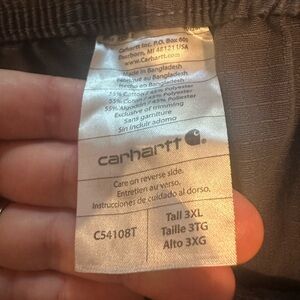 Carhartt Inc. P.O. Box 600
Dearborn, MI 48121 USA
www.Carhartt.com
Made in Bangladesh
Fabriqué au Bangladesh
Hecho en Bangladesh
55% Cotton / 45% Polyester
55% Coton / 45% Polyester
55% Algodón / 45% Polyester
Exclusive of trimming
Sans garniture
Sin incluir adorno
carhartt
Care on reverse side.
Entretien au verso.
Instrucciones de cuidado al dorso.
C54108T
Tall 3XL
Taille 3TG
Alto 3XG